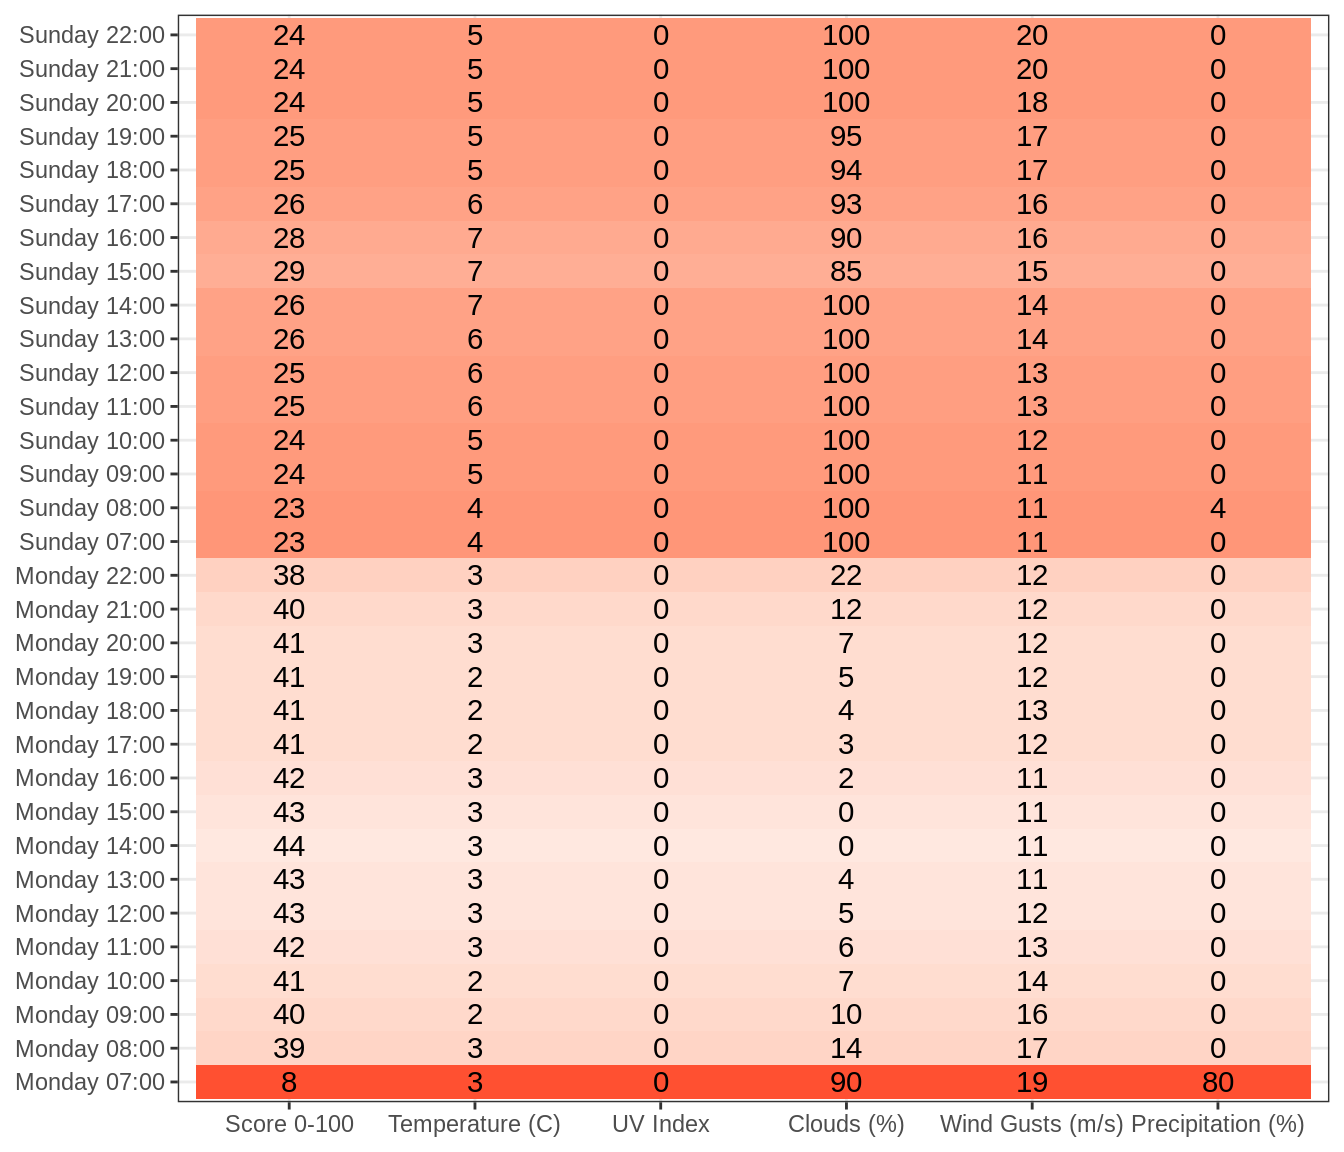 Sunday 22:00 24 5 0 100 20 0
Sunday 21:00 24 5 0 100 20 0
Sunday 20:00 24 5 0 100 18 0
Sunday 19:00 25 5 0 95 17 0
Sunday 18:00 25 5 0 94 17 0
Sunday 17:00 26 6 0 93 16 0
Sunday 16:00 28 7 0 90 16 0
Sunday 15:00 29 7 0 85 15 0
Sunday 14:00 26 7 0 100 14 0
Sunday 13:00 26 6 0 100 14 0
Sunday 12:00 25 6 0 100 13 0
Sunday 11:00 25 6 0 100 13 0
Sunday 10:00 24 5 0 100 12 0
Sunday 09:00 24 5 0 100 11 0
Sunday 08:00 23 4 0 100 11 4
Sunday 07:00 23 4 0 100 11 0
Monday 22:00 38 3 0 22 12 0
Monday 21:00 40 3 0 12 12 0
Monday 20:00 41 3 0 7 12 0
Monday 19:00 41 2 0 5 12 0
Monday 18:00 41 2 0 4 13 0
Monday 17:00 41 2 0 3 12 0
Monday 16:00 42 3 0 2 11 0
Monday 15:00 43 3 0 0 11 0
Monday 14:00 44 3 0 0 11 0
Monday 13:00 43 3 0 4 11 0
Monday 12:00 43 3 0 5 12 0
Monday 11:00 42 3 0 6 13 0
Monday 10:00 41 2 0 7 14 0
Monday 09:00 40 2 0 10 16 0
Monday 08:00 39 3 0 14 17 0
Monday 07:00 8 3 0 90 19 80
Score 0-100 Temperature (C) UV Index Clouds (%) Wind Gusts (m/s) Precipitation (%)